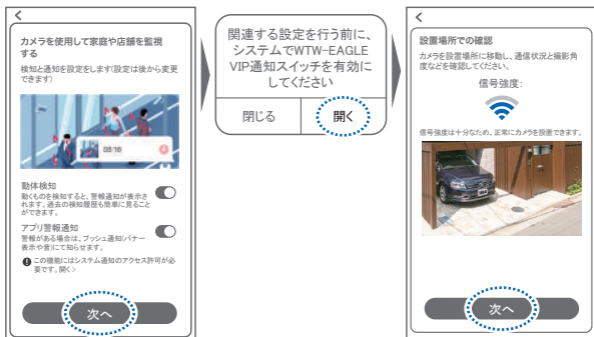 カメラを使用して家庭や店舗を監視
する
検知と通知を設定をします(設定は後から変更
できます)
05:16
動体検知
動くものを検知すると、警報通知が表示さ
れます。過去の検知履歴も簡単に見ること
ができます。
アプリ警報通知
警報がある場合は、プッシュ通知(バナー
表示や音)にて知らせます。
この機能にはシステム通知のアクセス許可が必
要です。開く>
次へ
関連する設定を行う前に、
システムでWTW-EAGLE
VIP通知スイッチを有効に
してください
閉じる
開く
設置場所での確認
カメラを設置場所に移動し、通信状況と撮影角
度などを確認してください。
信号強度:
信号強度は十分なため、正常にカメラを設置できます。
次へ